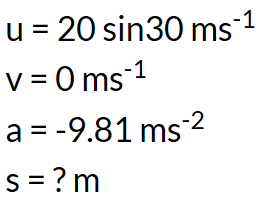 u = 20 sin30 ms⁻¹
v = 0 ms⁻¹
a = -9.81 ms⁻²
s = ? m